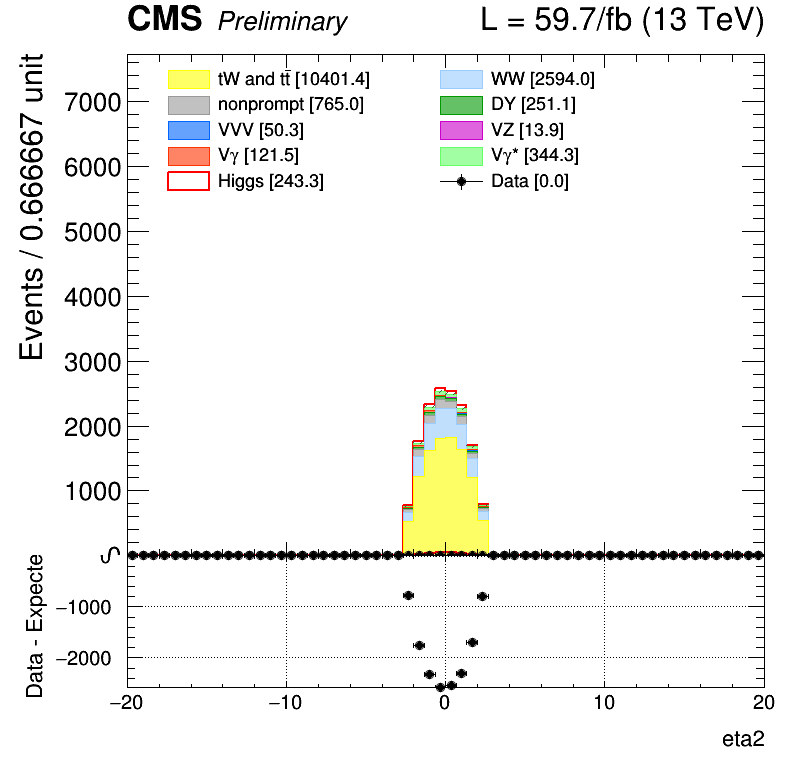 CMS Preliminary L = 59.7/fb (13 TeV)
Events / 0.666667 unit
7000
6000
5000
4000
3000
2000
1000
tW and tt̄ [10401.4] WW [2594.0]
nonprompt [765.0] DY [251.1]
VVV [50.3] VZ [13.9]
Vγ [121.5] Vγ* [344.3]
Higgs [243.3] Data [0.0]
Data - Expecte
−1000
−2000
−20 −10 0 10 20
eta2